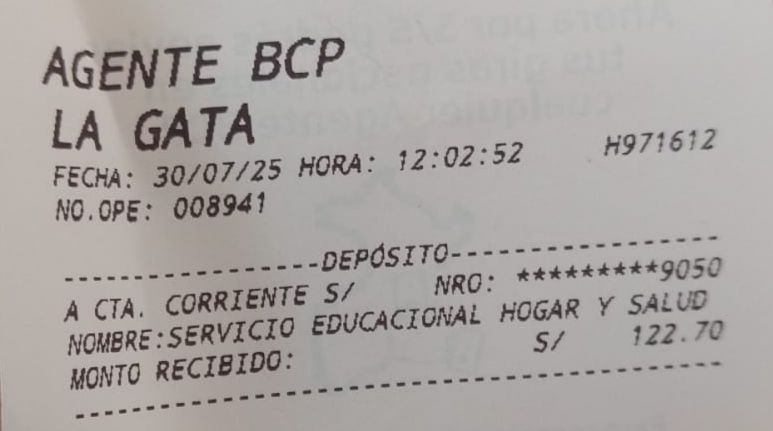 AGENTE BCP
LA GATA
FECHA: 30/07/25 HORA: 12:02:52 H971612
NO.OPE: 008941
------------------DEPÓSITO-------------------
A CTA. CORRIENTE S/ NRO: *********9050
NOMBRE:SERVICIO EDUCACIONAL HOGAR Y SALUD
MONTO RECIBIDO: S/ 122.70
---------------------------------------------